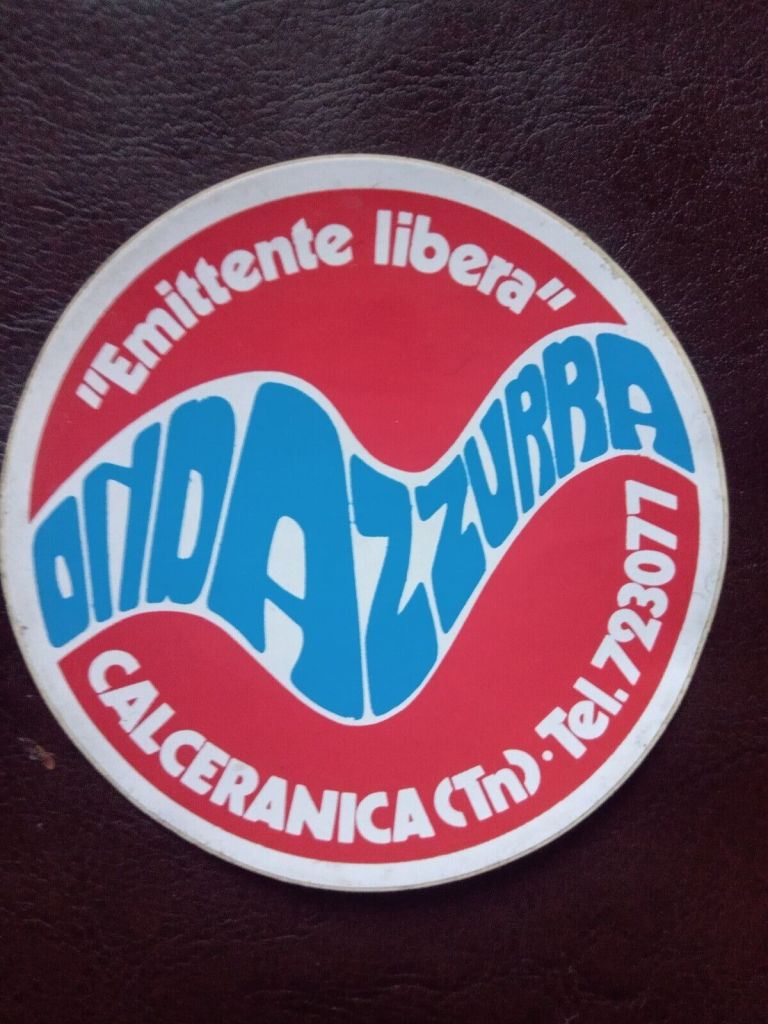 "Emittente libera"
ONDAZZURRA
CALCERANICA (Tn) · Tel. 723077